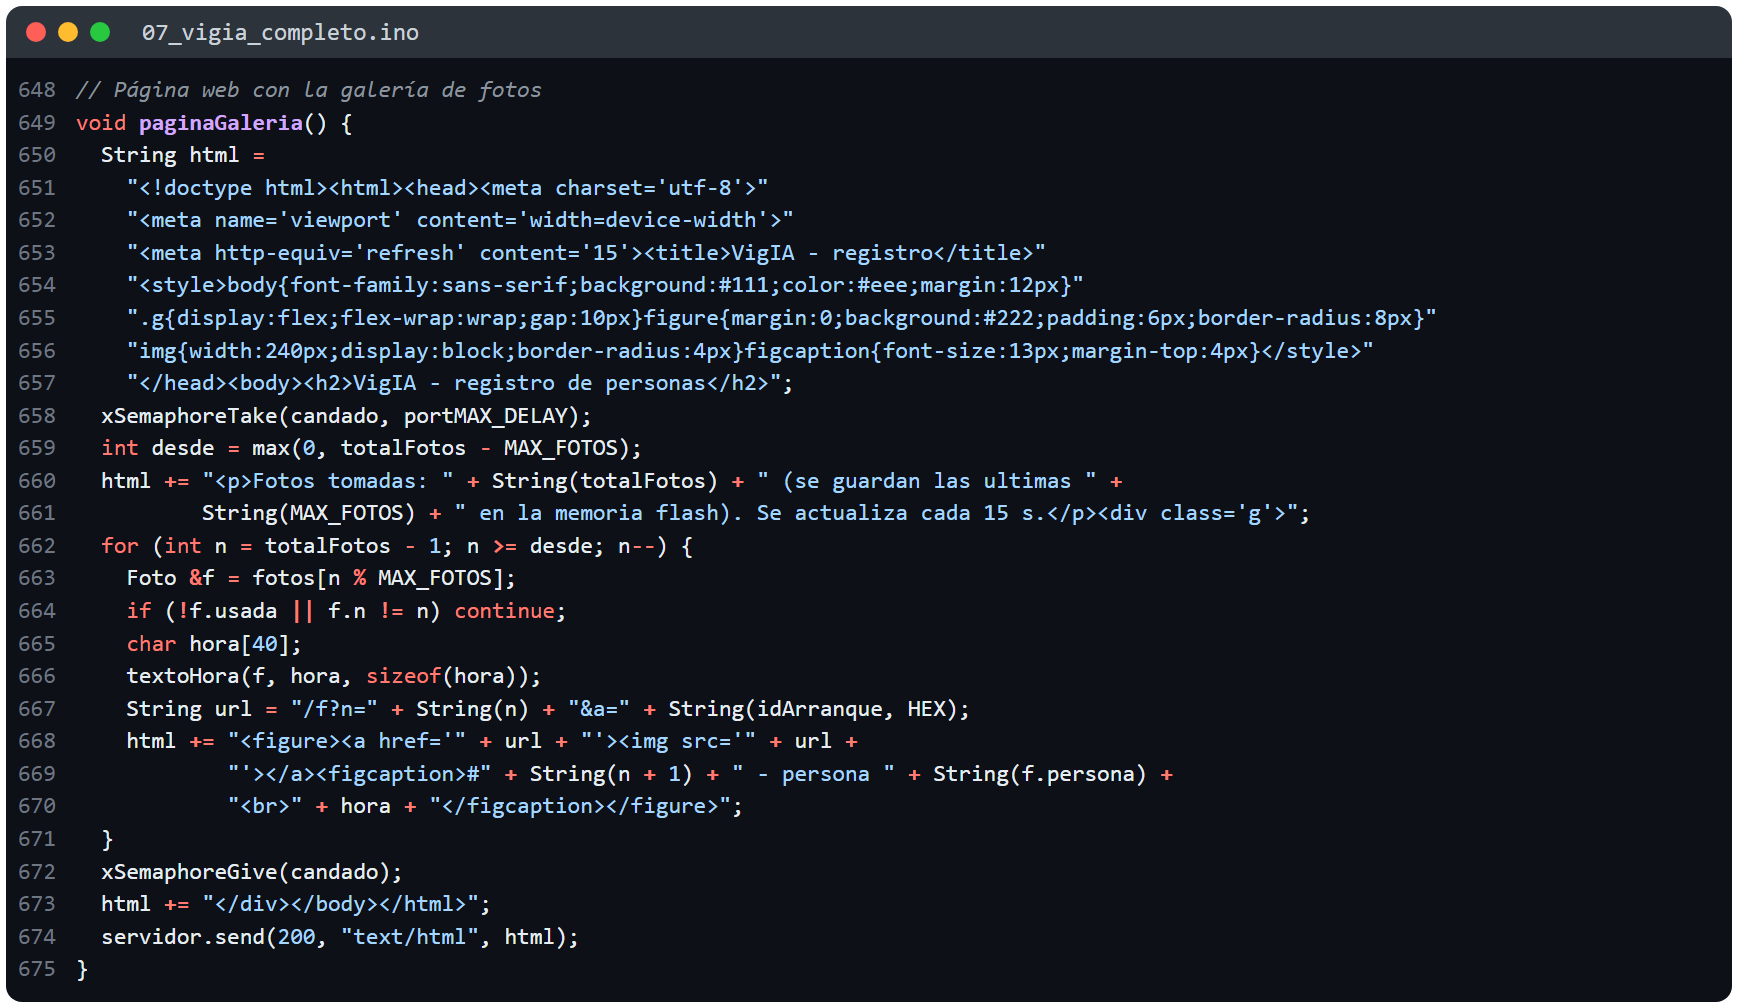 07_vigia_completo.ino
648 // Página web con la galería de fotos
649 void paginaGaleria() {
650   String html =
651     "<!doctype html><html><head><meta charset='utf-8'>"
652     "<meta name='viewport' content='width=device-width'>"
653     "<meta http-equiv='refresh' content='15'><title>VigIA - registro</title>"
654     "<style>body{font-family:sans-serif;background:#111;color:#eee;margin:12px}"
655     ".g{display:flex;flex-wrap:wrap;gap:10px}figure{margin:0;background:#222;padding:6px;border-radius:8px}"
656     "img{width:240px;display:block;border-radius:4px}figcaption{font-size:13px;margin-top:4px}</style>"
657     "</head><body><h2>VigIA - registro de personas</h2>";
658   xSemaphoreTake(candado, portMAX_DELAY);
659   int desde = max(0, totalFotos - MAX_FOTOS);
660   html += "<p>Fotos tomadas: " + String(totalFotos) + " (se guardan las ultimas " +
661           String(MAX_FOTOS) + " en la memoria flash). Se actualiza cada 15 s.</p><div class='g'>";
662   for (int n = totalFotos - 1; n >= desde; n--) {
663     Foto &f = fotos[n % MAX_FOTOS];
664     if (!f.usada || f.n != n) continue;
665     char hora[40];
666     textoHora(f, hora, sizeof(hora));
667     String url = "/f?n=" + String(n) + "&a=" + String(idArranque, HEX);
668     html += "<figure><a href='" + url + "'><img src='" + url +
669             "'></a><figcaption>#" + String(n + 1) + " - persona " + String(f.persona) +
670             "<br>" + hora + "</figcaption></figure>";
671   }
672   xSemaphoreGive(candado);
673   html += "</div></body></html>";
674   servidor.send(200, "text/html", html);
675 }